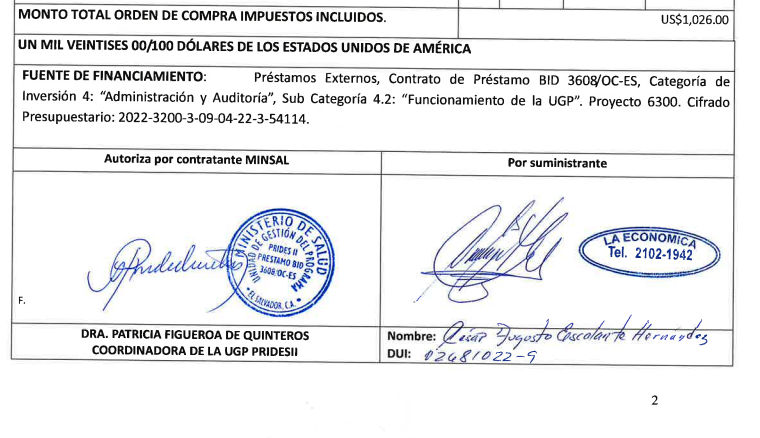 MONTO TOTAL ORDEN DE COMPRA IMPUESTOS INCLUIDOS. US$1,026.00
UN MIL VEINTISES 00/100 DÓLARES DE LOS ESTADOS UNIDOS DE AMÉRICA
FUENTE DE FINANCIAMIENTO: Préstamos Externos, Contrato de Préstamo BID 3608/OC-ES, Categoría de
Inversión 4: “Administración y Auditoría”, Sub Categoría 4.2: “Funcionamiento de la UGP”. Proyecto 6300. Cifrado
Presupuestario: 2022-3200-3-09-04-22-3-54114.
Autoriza por contratante MINSAL
Por suministrante
MINISTERIO DE SALUD
UNIDAD DE GESTIÓN DEL PROGRAMA
PRIDES II
PRESTAMO BID
3608/OC-ES
EL SALVADOR, C.A.
LA ECONOMICA
Tel. 2102-1942
F.
DRA. PATRICIA FIGUEROA DE QUINTEROS
COORDINADORA DE LA UGP PRIDESII
Nombre: César Augusto Escolante Hernández
DUI: 02481022-9
2